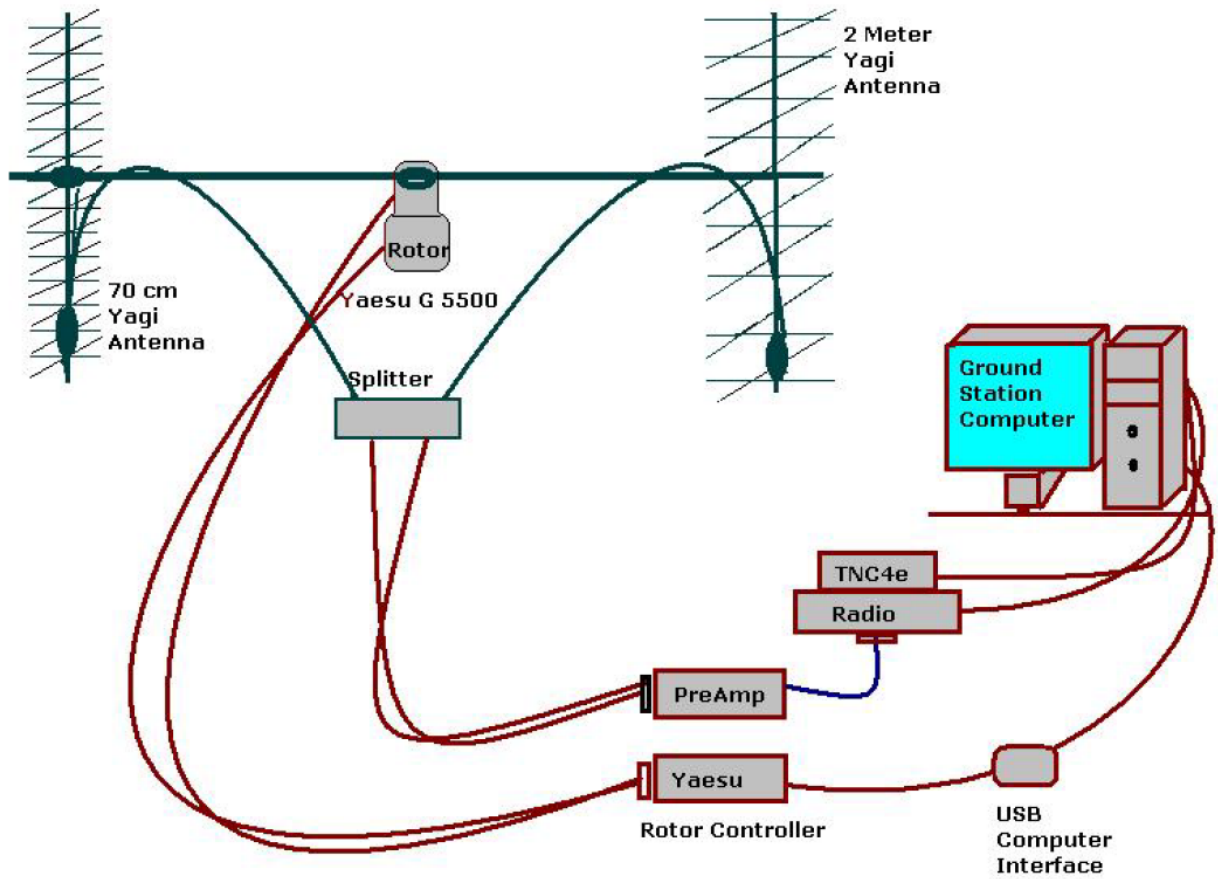 2 Meter
Yagi
Antenna
Rotor
70 cm
Yagi
Antenna
Yaesu G 5500
Splitter
Ground
Station
Computer
TNC4e
Radio
PreAmp
Yaesu
Rotor Controller
USB
Computer
Interface